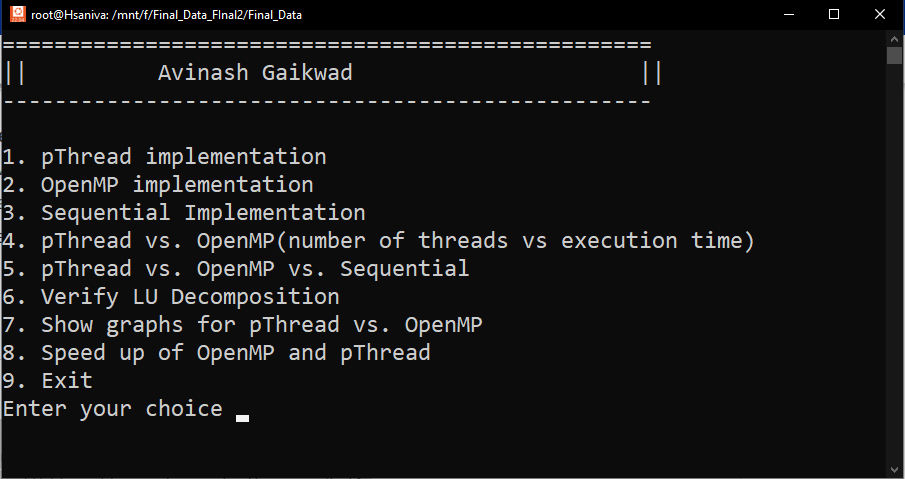 root@Hsaniva: /mnt/f/Final_Data_FInal2/Final_Data
==================================================
||          Avinash Gaikwad                      ||
--------------------------------------------------
1. pThread implementation
2. OpenMP implementation
3. Sequential Implementation
4. pThread vs. OpenMP(number of threads vs execution time)
5. pThread vs. OpenMP vs. Sequential
6. Verify LU Decomposition
7. Show graphs for pThread vs. OpenMP
8. Speed up of OpenMP and pThread
9. Exit
Enter your choice